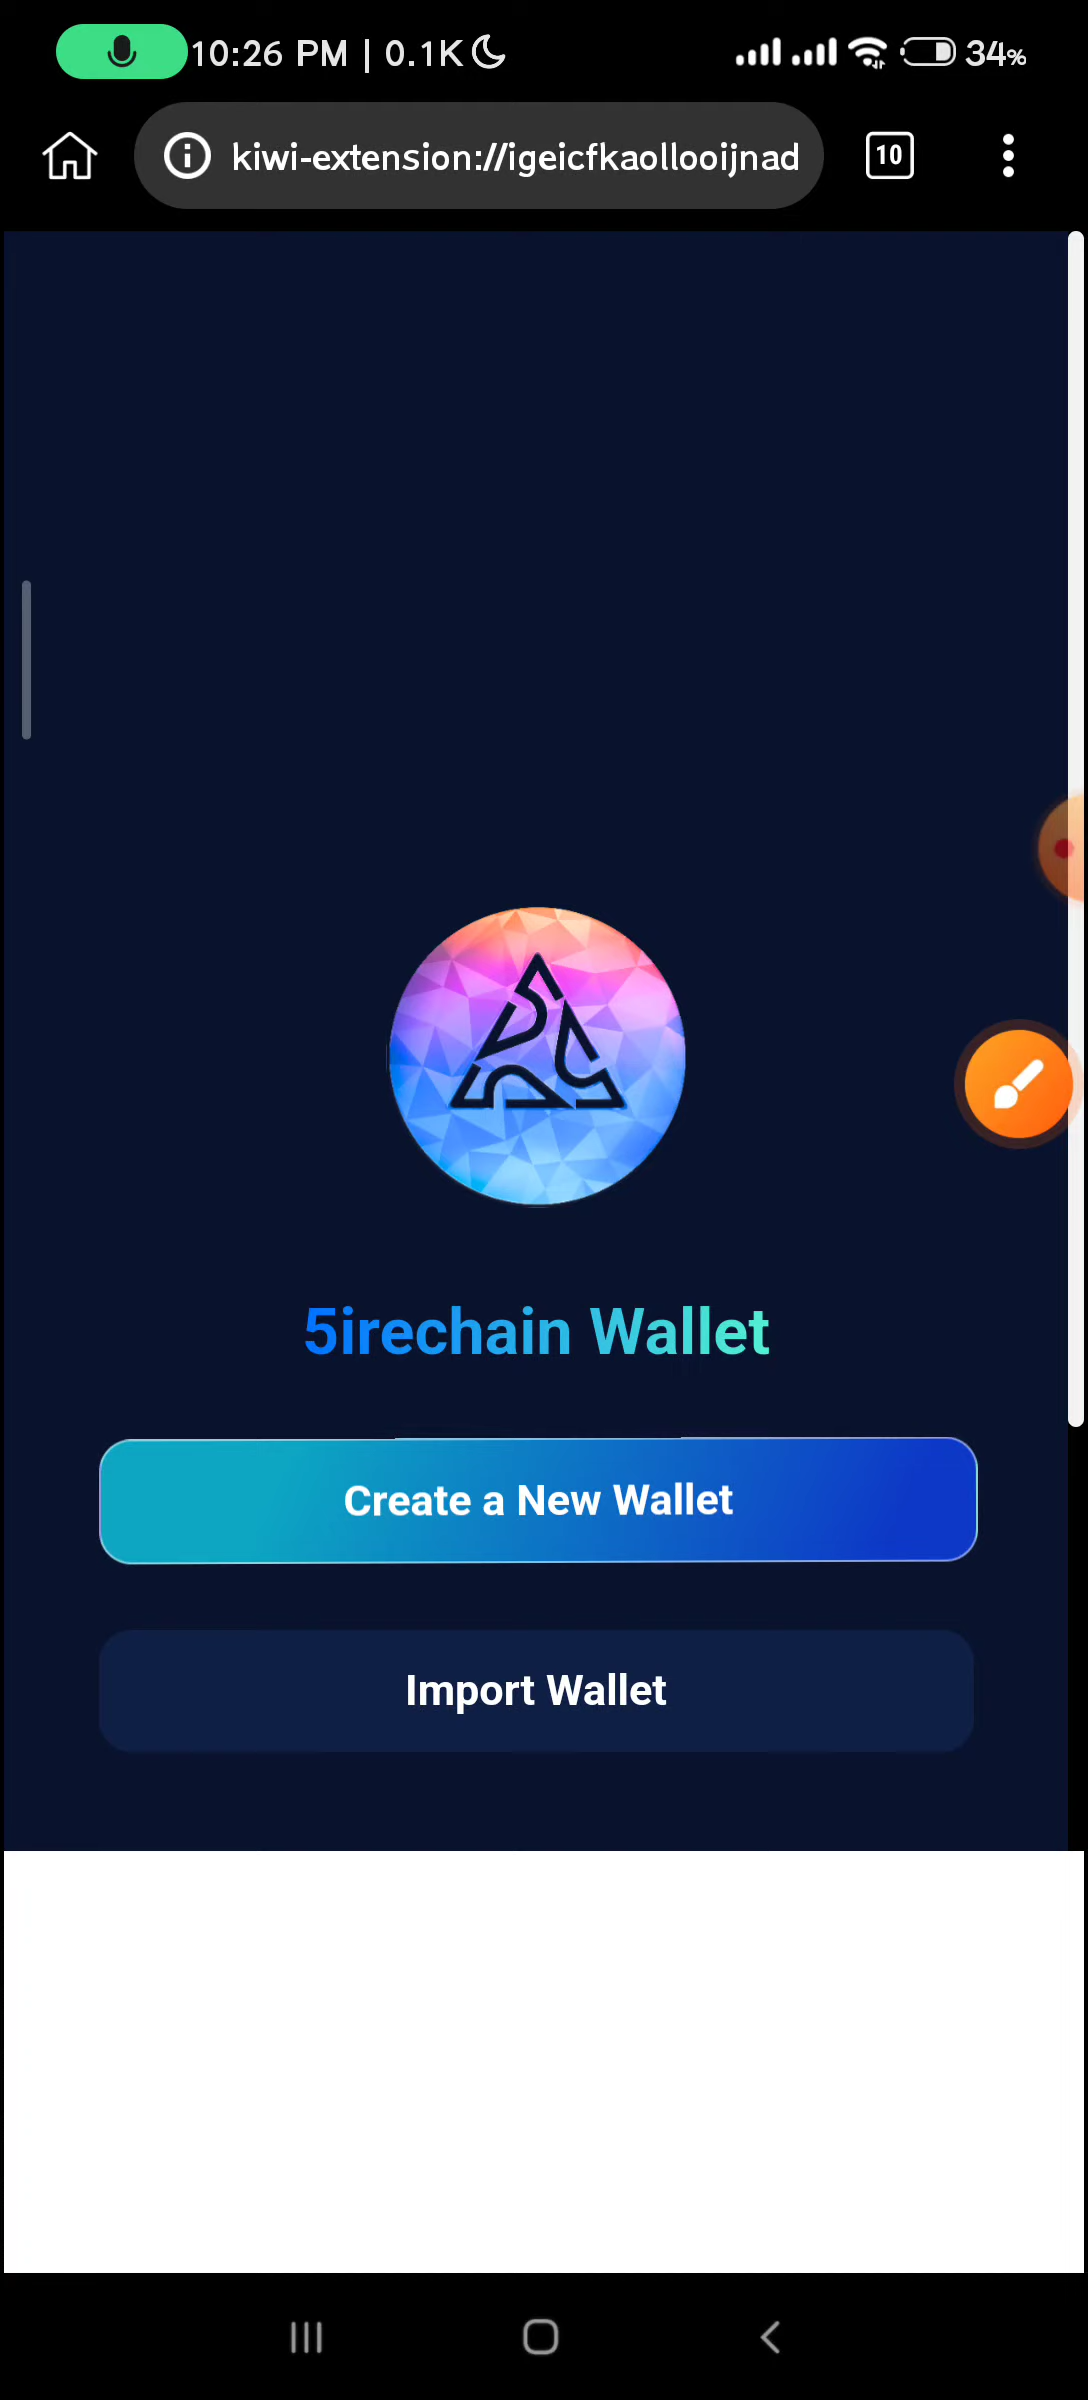 10:26 PM | 0.1K 34%
kiwi-extension://igeicfkaollooijnad
10
5irechain Wallet
Create a New Wallet
Import Wallet